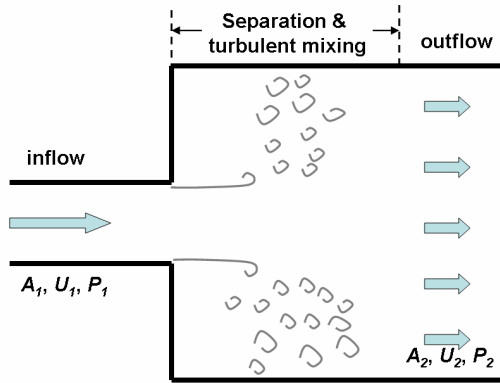 Separation &
turbulent mixing
outflow
inflow
A1, U1, P1
A2, U2, P2